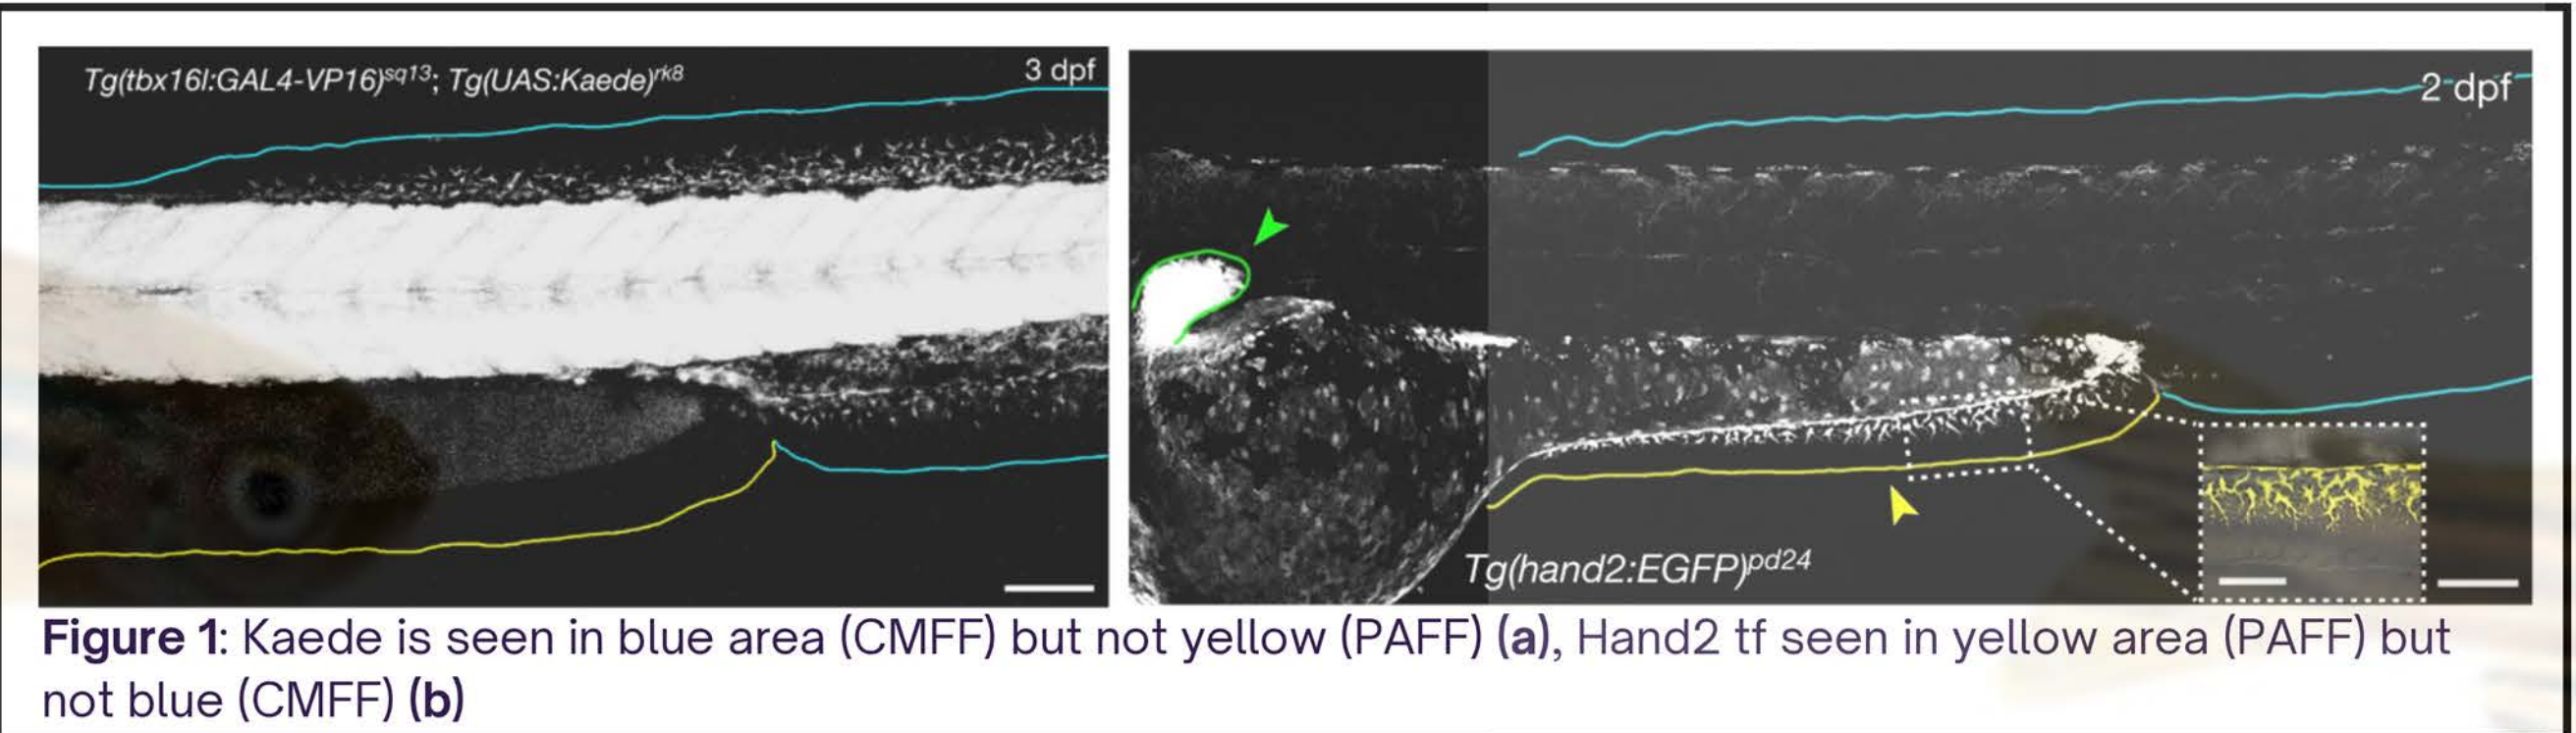 Tg(tbx16l:GAL4-VP16)sq13; Tg(UAS:Kaede)rk8
3 dpf
2 dpf
Tg(hand2:EGFP)pd24
Figure 1: Kaede is seen in blue area (CMFF) but not yellow (PAFF) (a), Hand2 tf seen in yellow area (PAFF) but
not blue (CMFF) (b)